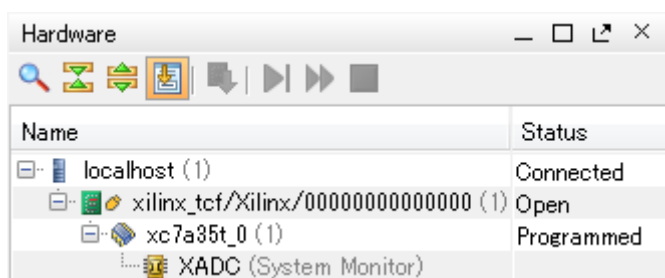 Hardware
Name Status
localhost (1) Connected
xilinx_tcf/Xilinx/00000000000000 (1) Open
xc7a35t_0 (1) Programmed
XADC (System Monitor)